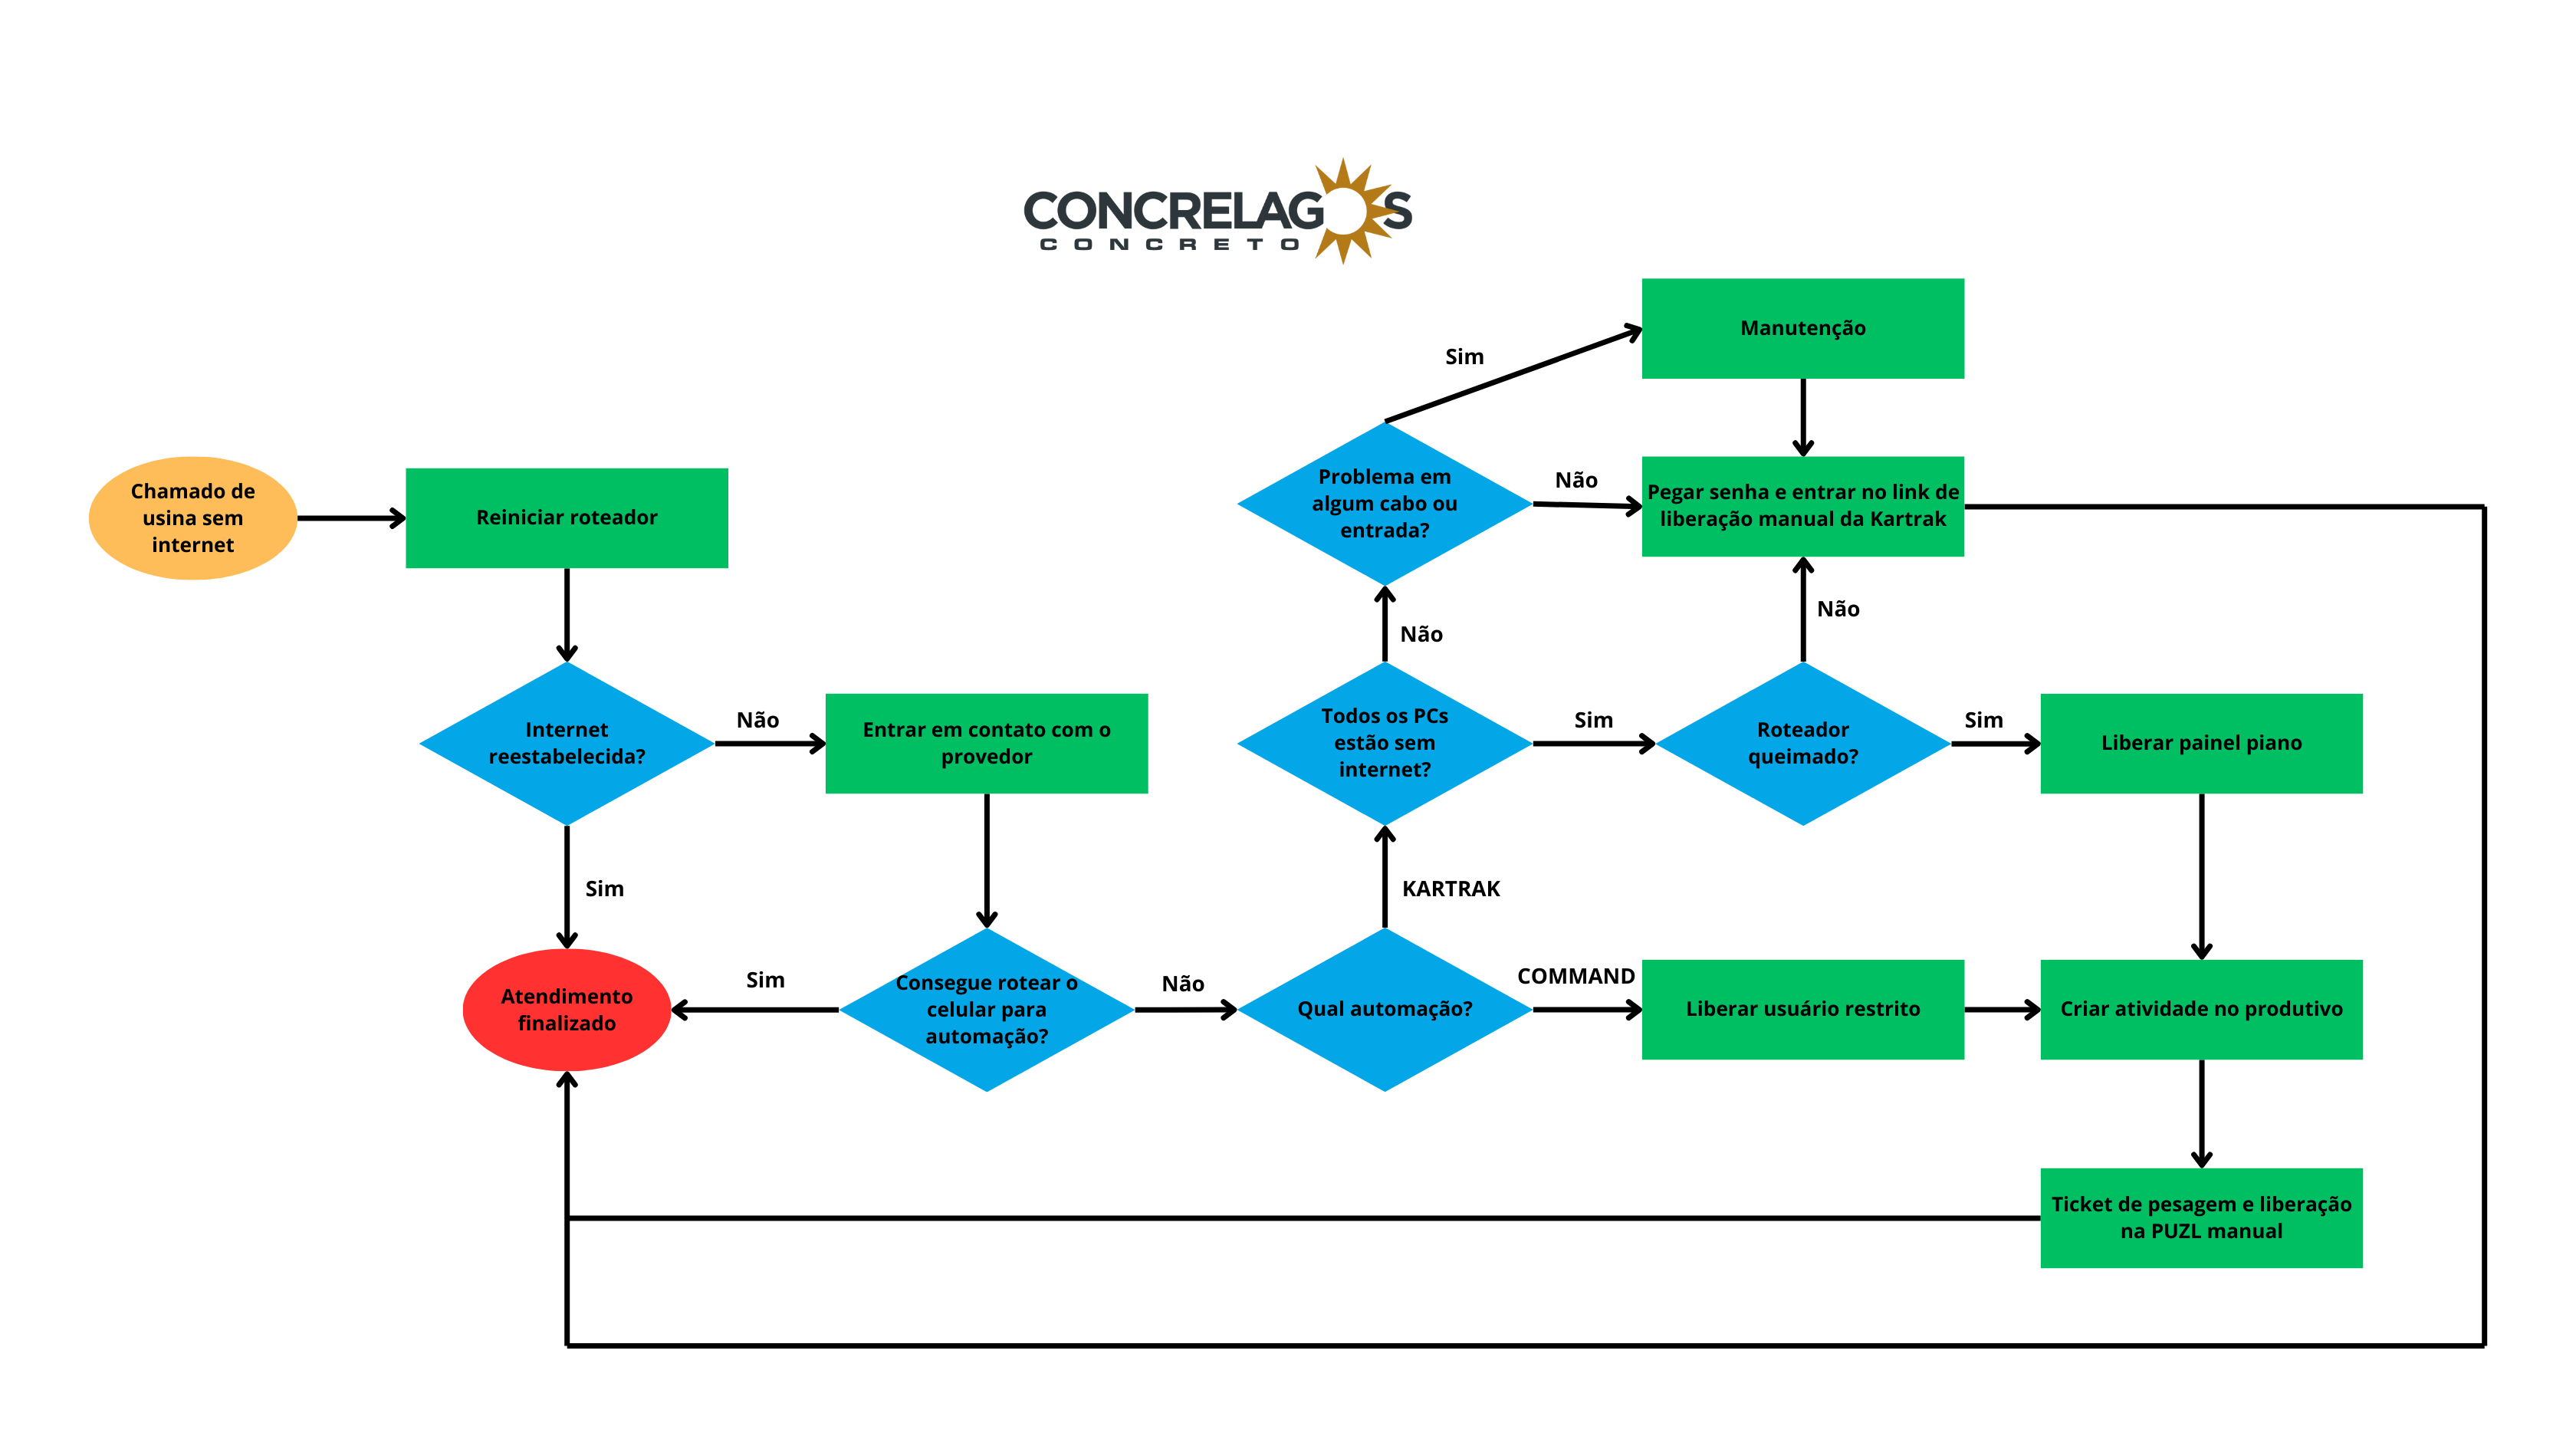 CONCRELAGOS
CONCRETO
Manutenção
Sim
Problema em
algum cabo ou
entrada?
Não
Pegar senha e entrar no link de
liberação manual da Kartrak
Chamado de
usina sem
internet
Reiniciar roteador
Não
Não
Internet
reestabelecida?
Não
Entrar em contato com o
provedor
Todos os PCs
estão sem
internet?
Sim
Roteador
queimado?
Sim
Liberar painel piano
Sim
KARTRAK
Atendimento
finalizado
Sim
Consegue rotear o
celular para
automação?
Não
Qual automação?
COMMAND
Liberar usuário restrito
Criar atividade no produtivo
Ticket de pesagem e liberação
na PUZL manual